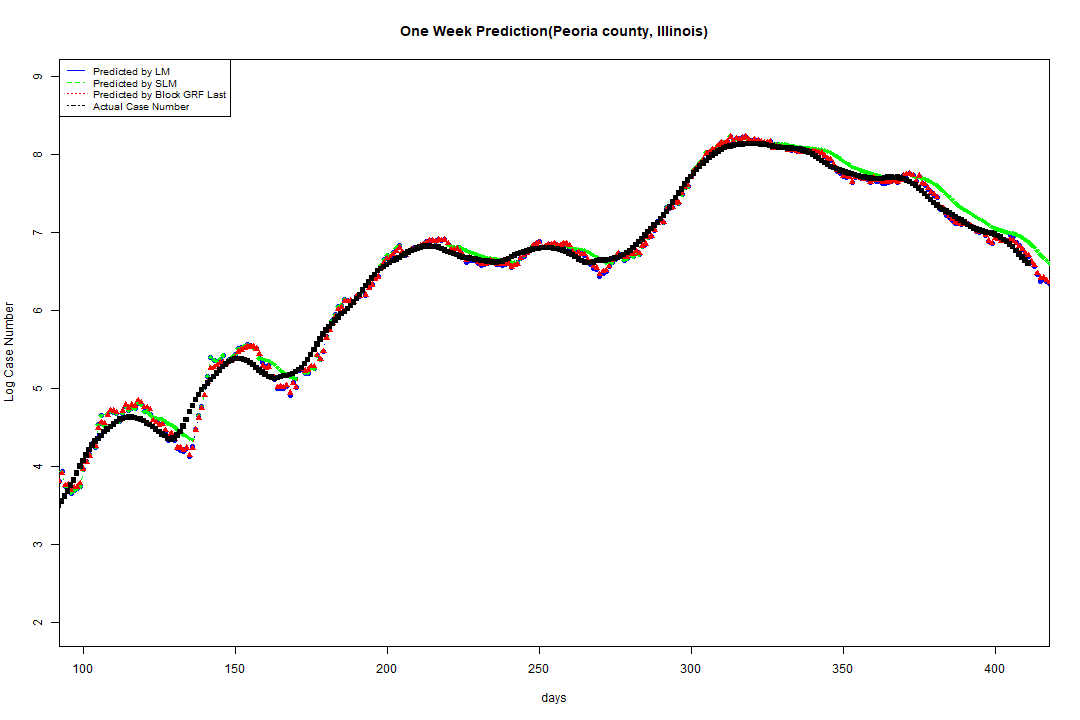 One Week Prediction(Peoria county, Illinois)
Predicted by LM
Predicted by SLM
Predicted by Block GRF Last
Actual Case Number
9
8
7
6
5
4
3
2
Log Case Number
100 150 200 250 300 350 400
days